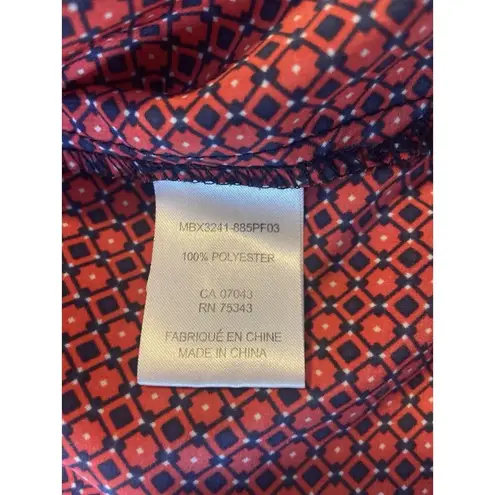 MBX3241-885PF03
100% POLYESTER
CA 07043
RN 75343
FABRIQUÉ EN CHINE
MADE IN CHINA